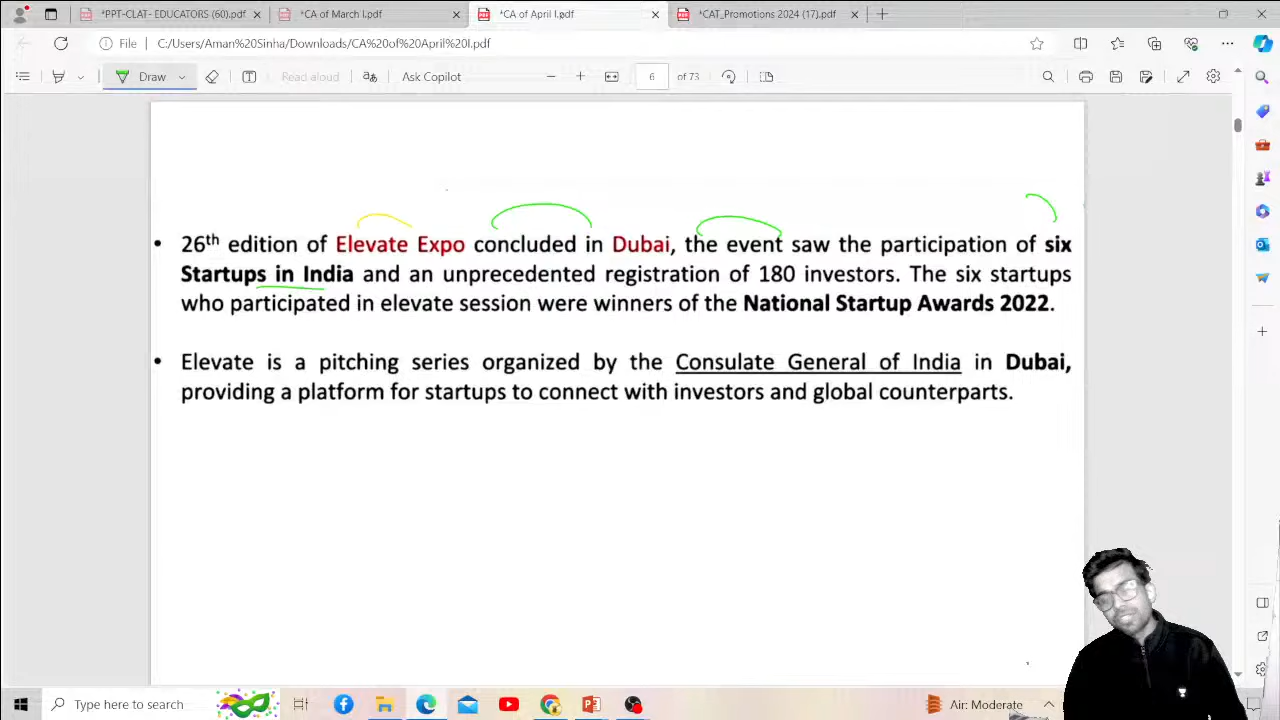 *PPT-CLAT- EDUCATORS (60).pdf
*CA of March I.pdf
*CA of April I.pdf
*CAT_Promotions 2024 (17).pdf
File
C:/Users/Aman%20Sinha/Downloads/CA%20of%20April%20I.pdf
Draw
Read aloud
Ask Copilot
6
of 73
• 26th edition of Elevate Expo concluded in Dubai, the event saw the participation of six
Startups in India and an unprecedented registration of 180 investors. The six startups
who participated in elevate session were winners of the National Startup Awards 2022.
• Elevate is a pitching series organized by the Consulate General of India in Dubai,
providing a platform for startups to connect with investors and global counterparts.
Type here to search
Air: Moderate